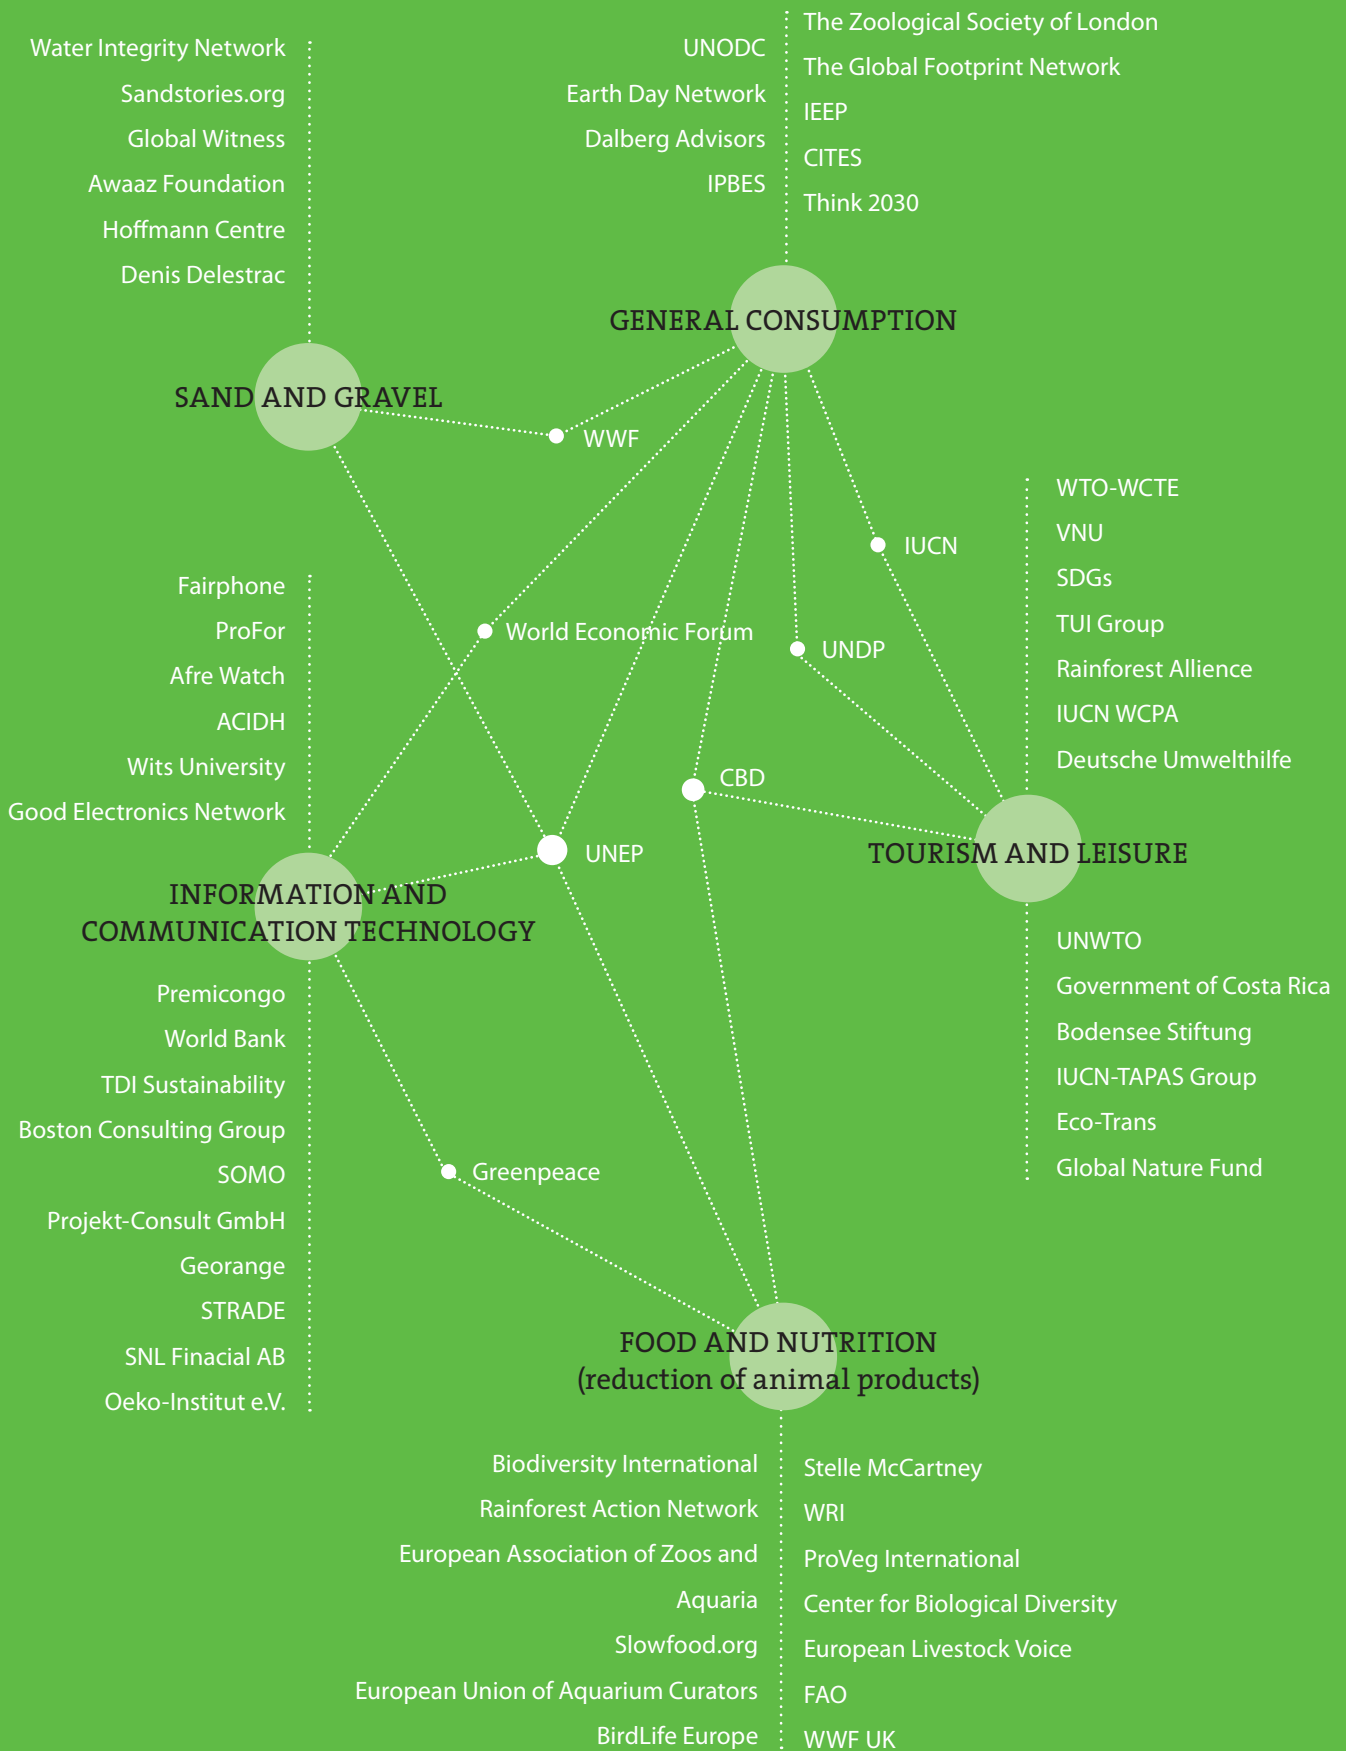 Water Integrity Network
Sandstories.org
Global Witness
Awaaz Foundation
Hoffmann Centre
Denis Delestrac
UNODC
Earth Day Network
Dalberg Advisors
IPBES
The Zoological Society of London
The Global Footprint Network
IEEP
CITES
Think 2030
GENERAL CONSUMPTION
SAND AND GRAVEL
WWF
IUCN
World Economic Forum
UNDP
CBD
UNEP
Fairphone
ProFor
Afre Watch
ACIDH
Wits University
Good Electronics Network
WTO-WCTE
VNU
SDGs
TUI Group
Rainforest Allience
IUCN WCPA
Deutsche Umwelthilfe
TOURISM AND LEISURE
INFORMATION AND
COMMUNICATION TECHNOLOGY
UNWTO
Government of Costa Rica
Bodensee Stiftung
IUCN-TAPAS Group
Eco-Trans
Global Nature Fund
Premicongo
World Bank
TDI Sustainability
Boston Consulting Group
SOMO
Projekt-Consult GmbH
Georange
STRADE
SNL Finacial AB
Oeko-Institut e.V.
Greenpeace
FOOD AND NUTRITION
(reduction of animal products)
Biodiversity International
Rainforest Action Network
European Association of Zoos and
Aquaria
Slowfood.org
European Union of Aquarium Curators
BirdLife Europe
Stelle McCartney
WRI
ProVeg International
Center for Biological Diversity
European Livestock Voice
FAO
WWF UK